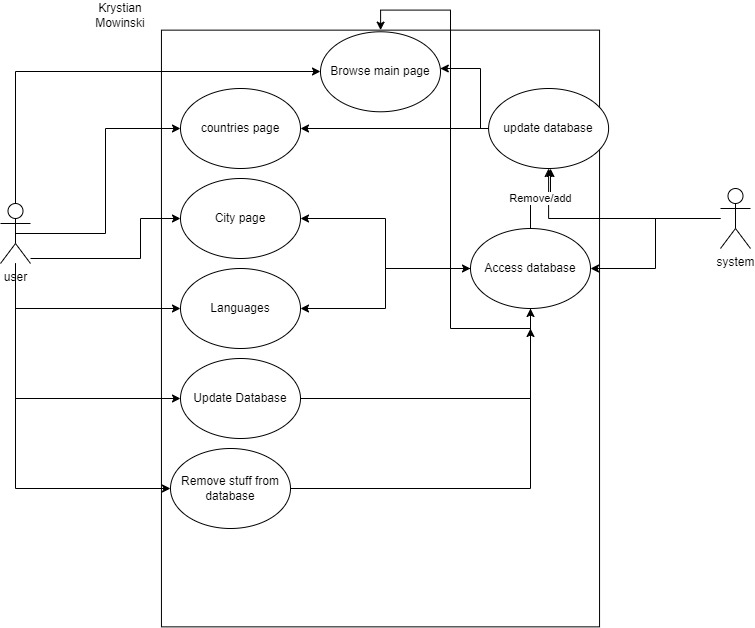 Krystian
Mowinski
Browse main page
countries page
update database
City page
Remove/add
user
system
Access database
Languages
Update Database
Remove stuff from
database